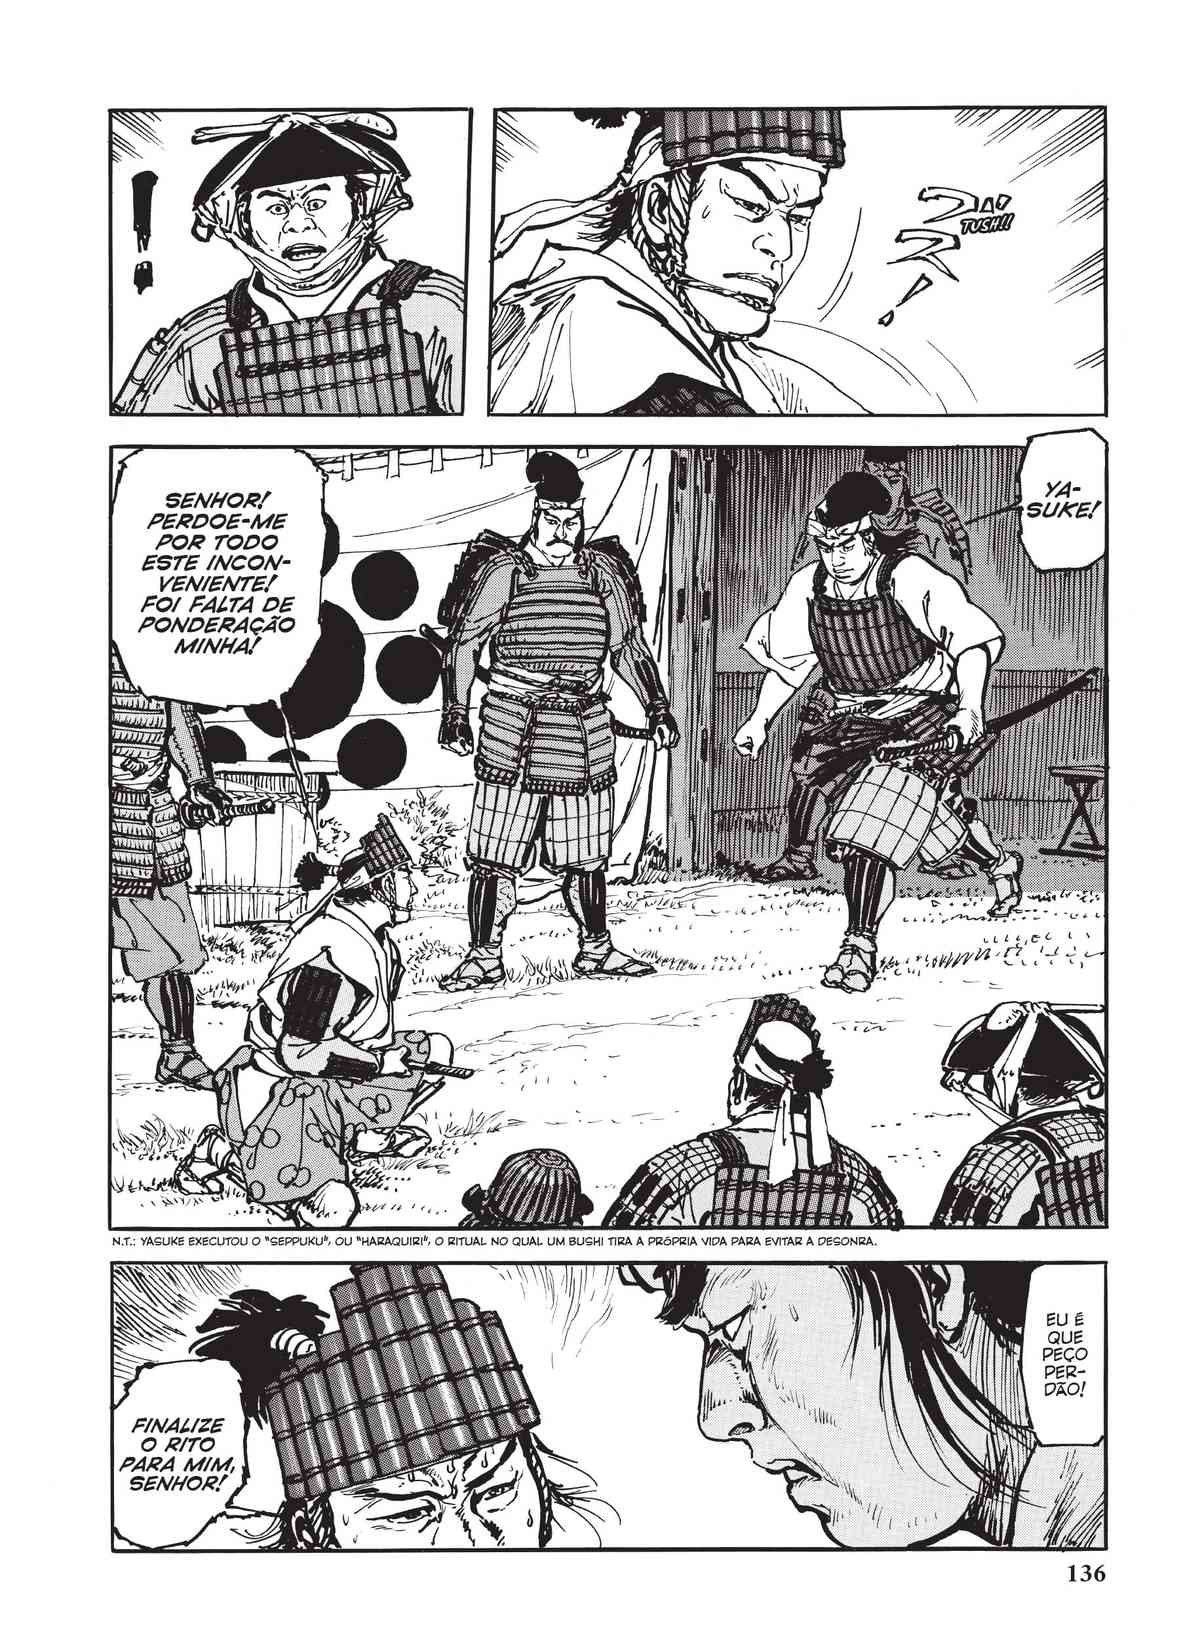 ブスッ!
TUSH!!
!!
YA-
SUKE!
SENHOR!
PERDOE-ME
POR TODO
ESTE INCON-
VENIENTE!
FOI FALTA DE
PONDERAÇÃO
MINHA!
N.T.: YASUKE EXECUTOU O "SEPPUKU", OU "HARAQUIRI", O RITUAL NO QUAL UM BUSHI TIRA A PRÓPRIA VIDA PARA EVITAR A DESONRA.
EU É
QUE
PEÇO
PER-
DÃO!
FINALIZE
O RITO
PARA MIM,
SENHOR!
136